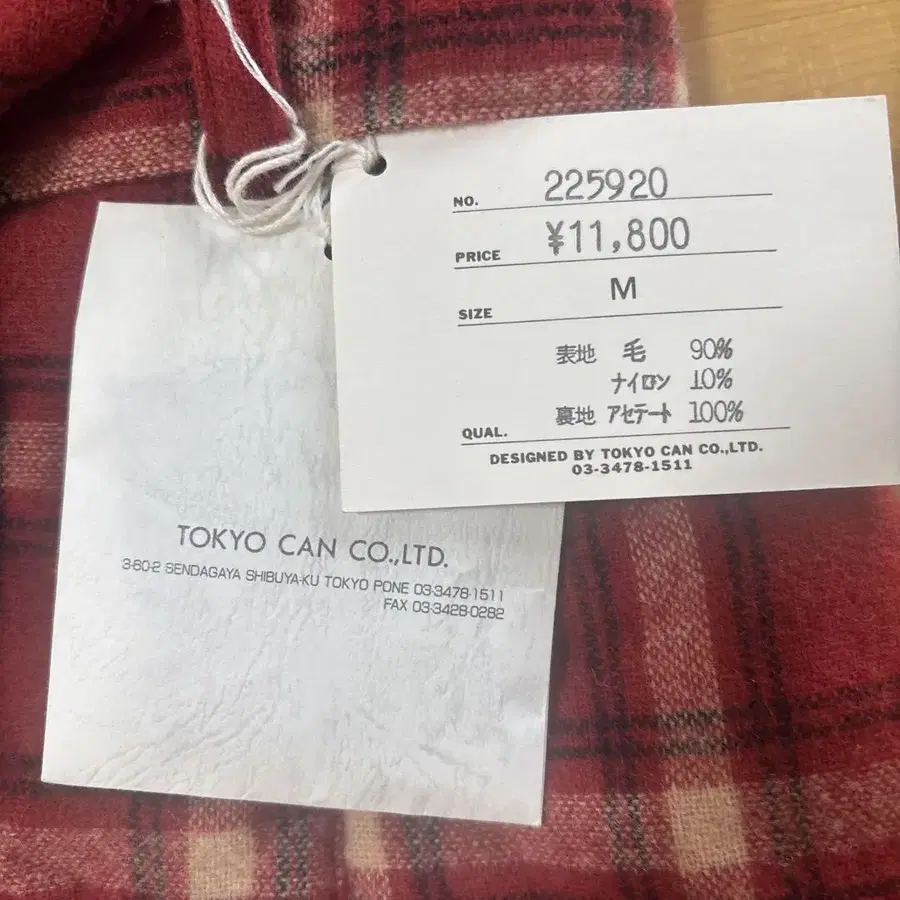 NO. 225920
PRICE ¥11,800
SIZE M
表地 毛 90%
ナイロン 10%
QUAL. 裏地 アセテート 100%
DESIGNED BY TOKYO CAN CO.,LTD.
03-3478-1511
TOKYO CAN CO.,LTD.
3-60-2 SENDAGAYA SHIBUYA-KU TOKYO PONE 03-3478-1511
FAX 03-3428-0282